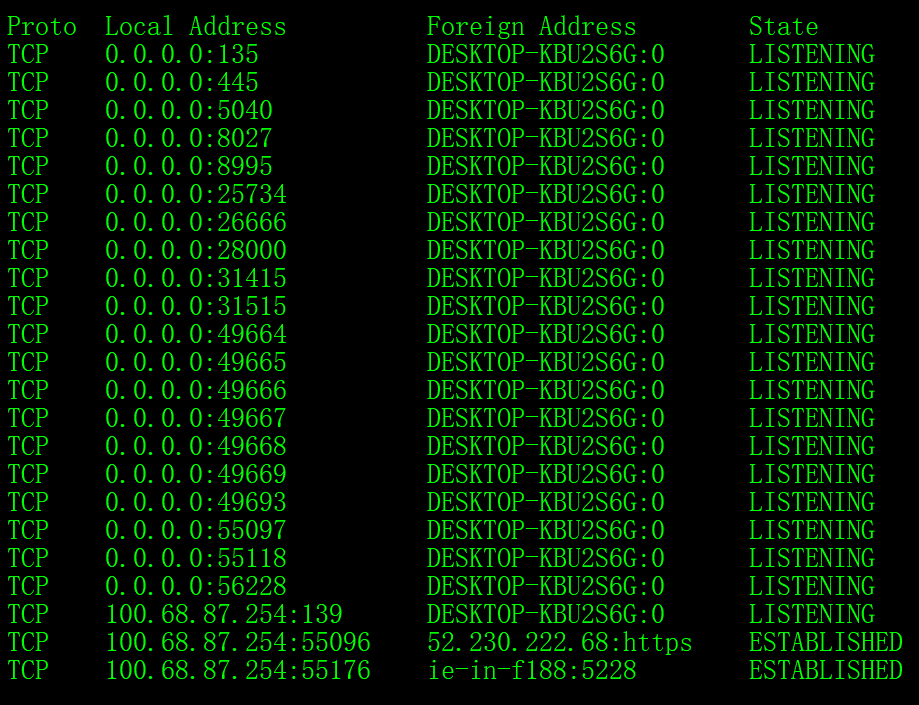 Proto  Local Address          Foreign Address        State
TCP    0.0.0.0:135            DESKTOP-KBU2S6G:0      LISTENING
TCP    0.0.0.0:445            DESKTOP-KBU2S6G:0      LISTENING
TCP    0.0.0.0:5040           DESKTOP-KBU2S6G:0      LISTENING
TCP    0.0.0.0:8027           DESKTOP-KBU2S6G:0      LISTENING
TCP    0.0.0.0:8995           DESKTOP-KBU2S6G:0      LISTENING
TCP    0.0.0.0:25734          DESKTOP-KBU2S6G:0      LISTENING
TCP    0.0.0.0:26666          DESKTOP-KBU2S6G:0      LISTENING
TCP    0.0.0.0:28000          DESKTOP-KBU2S6G:0      LISTENING
TCP    0.0.0.0:31415          DESKTOP-KBU2S6G:0      LISTENING
TCP    0.0.0.0:31515          DESKTOP-KBU2S6G:0      LISTENING
TCP    0.0.0.0:49664          DESKTOP-KBU2S6G:0      LISTENING
TCP    0.0.0.0:49665          DESKTOP-KBU2S6G:0      LISTENING
TCP    0.0.0.0:49666          DESKTOP-KBU2S6G:0      LISTENING
TCP    0.0.0.0:49667          DESKTOP-KBU2S6G:0      LISTENING
TCP    0.0.0.0:49668          DESKTOP-KBU2S6G:0      LISTENING
TCP    0.0.0.0:49669          DESKTOP-KBU2S6G:0      LISTENING
TCP    0.0.0.0:49693          DESKTOP-KBU2S6G:0      LISTENING
TCP    0.0.0.0:55097          DESKTOP-KBU2S6G:0      LISTENING
TCP    0.0.0.0:55118          DESKTOP-KBU2S6G:0      LISTENING
TCP    0.0.0.0:56228          DESKTOP-KBU2S6G:0      LISTENING
TCP    100.68.87.254:139      DESKTOP-KBU2S6G:0      LISTENING
TCP    100.68.87.254:55096    52.230.222.68:https    ESTABLISHED
TCP    100.68.87.254:55176    ie-in-f188:5228        ESTABLISHED